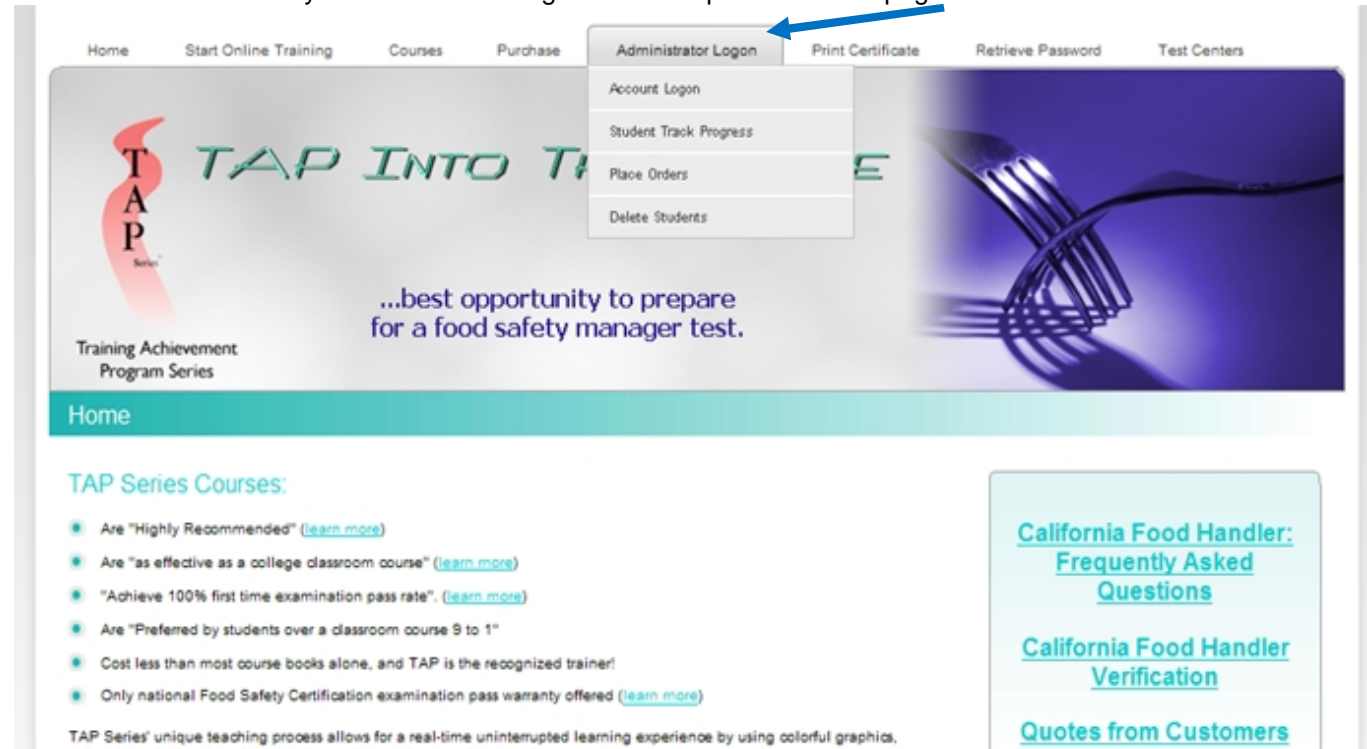 Home Start Online Training Courses Purchase Administrator Logon Print Certificate Retrieve Password Test Centers
Account Logon
Student Track Progress
Place Orders
Delete Students
TAP INTO
TAP
Series
Training Achievement
Program Series
...best opportunity to prepare
for a food safety manager test.
Home
TAP Series Courses:
Are "Highly Recommended" (learn more)
Are "as effective as a college classroom course" (learn more)
"Achieve 100% first time examination pass rate". (learn more)
Are "Preferred by students over a classroom course 9 to 1"
Cost less than most course books alone, and TAP is the recognized trainer!
Only national Food Safety Certification examination pass warranty offered (learn more)
TAP Series' unique teaching process allows for a real-time uninterrupted learning experience by using colorful graphics,
California Food Handler:
Frequently Asked
Questions
California Food Handler
Verification
Quotes from Customers